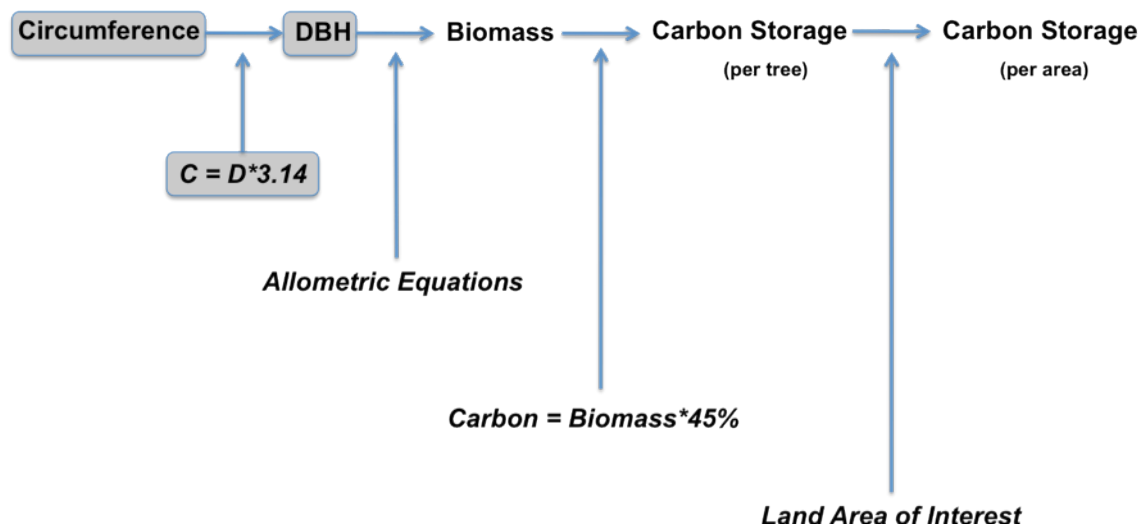 Circumference
DBH
Biomass
Carbon Storage
(per tree)
Carbon Storage
(per area)
C = D*3.14
Allometric Equations
Carbon = Biomass*45%
Land Area of Interest